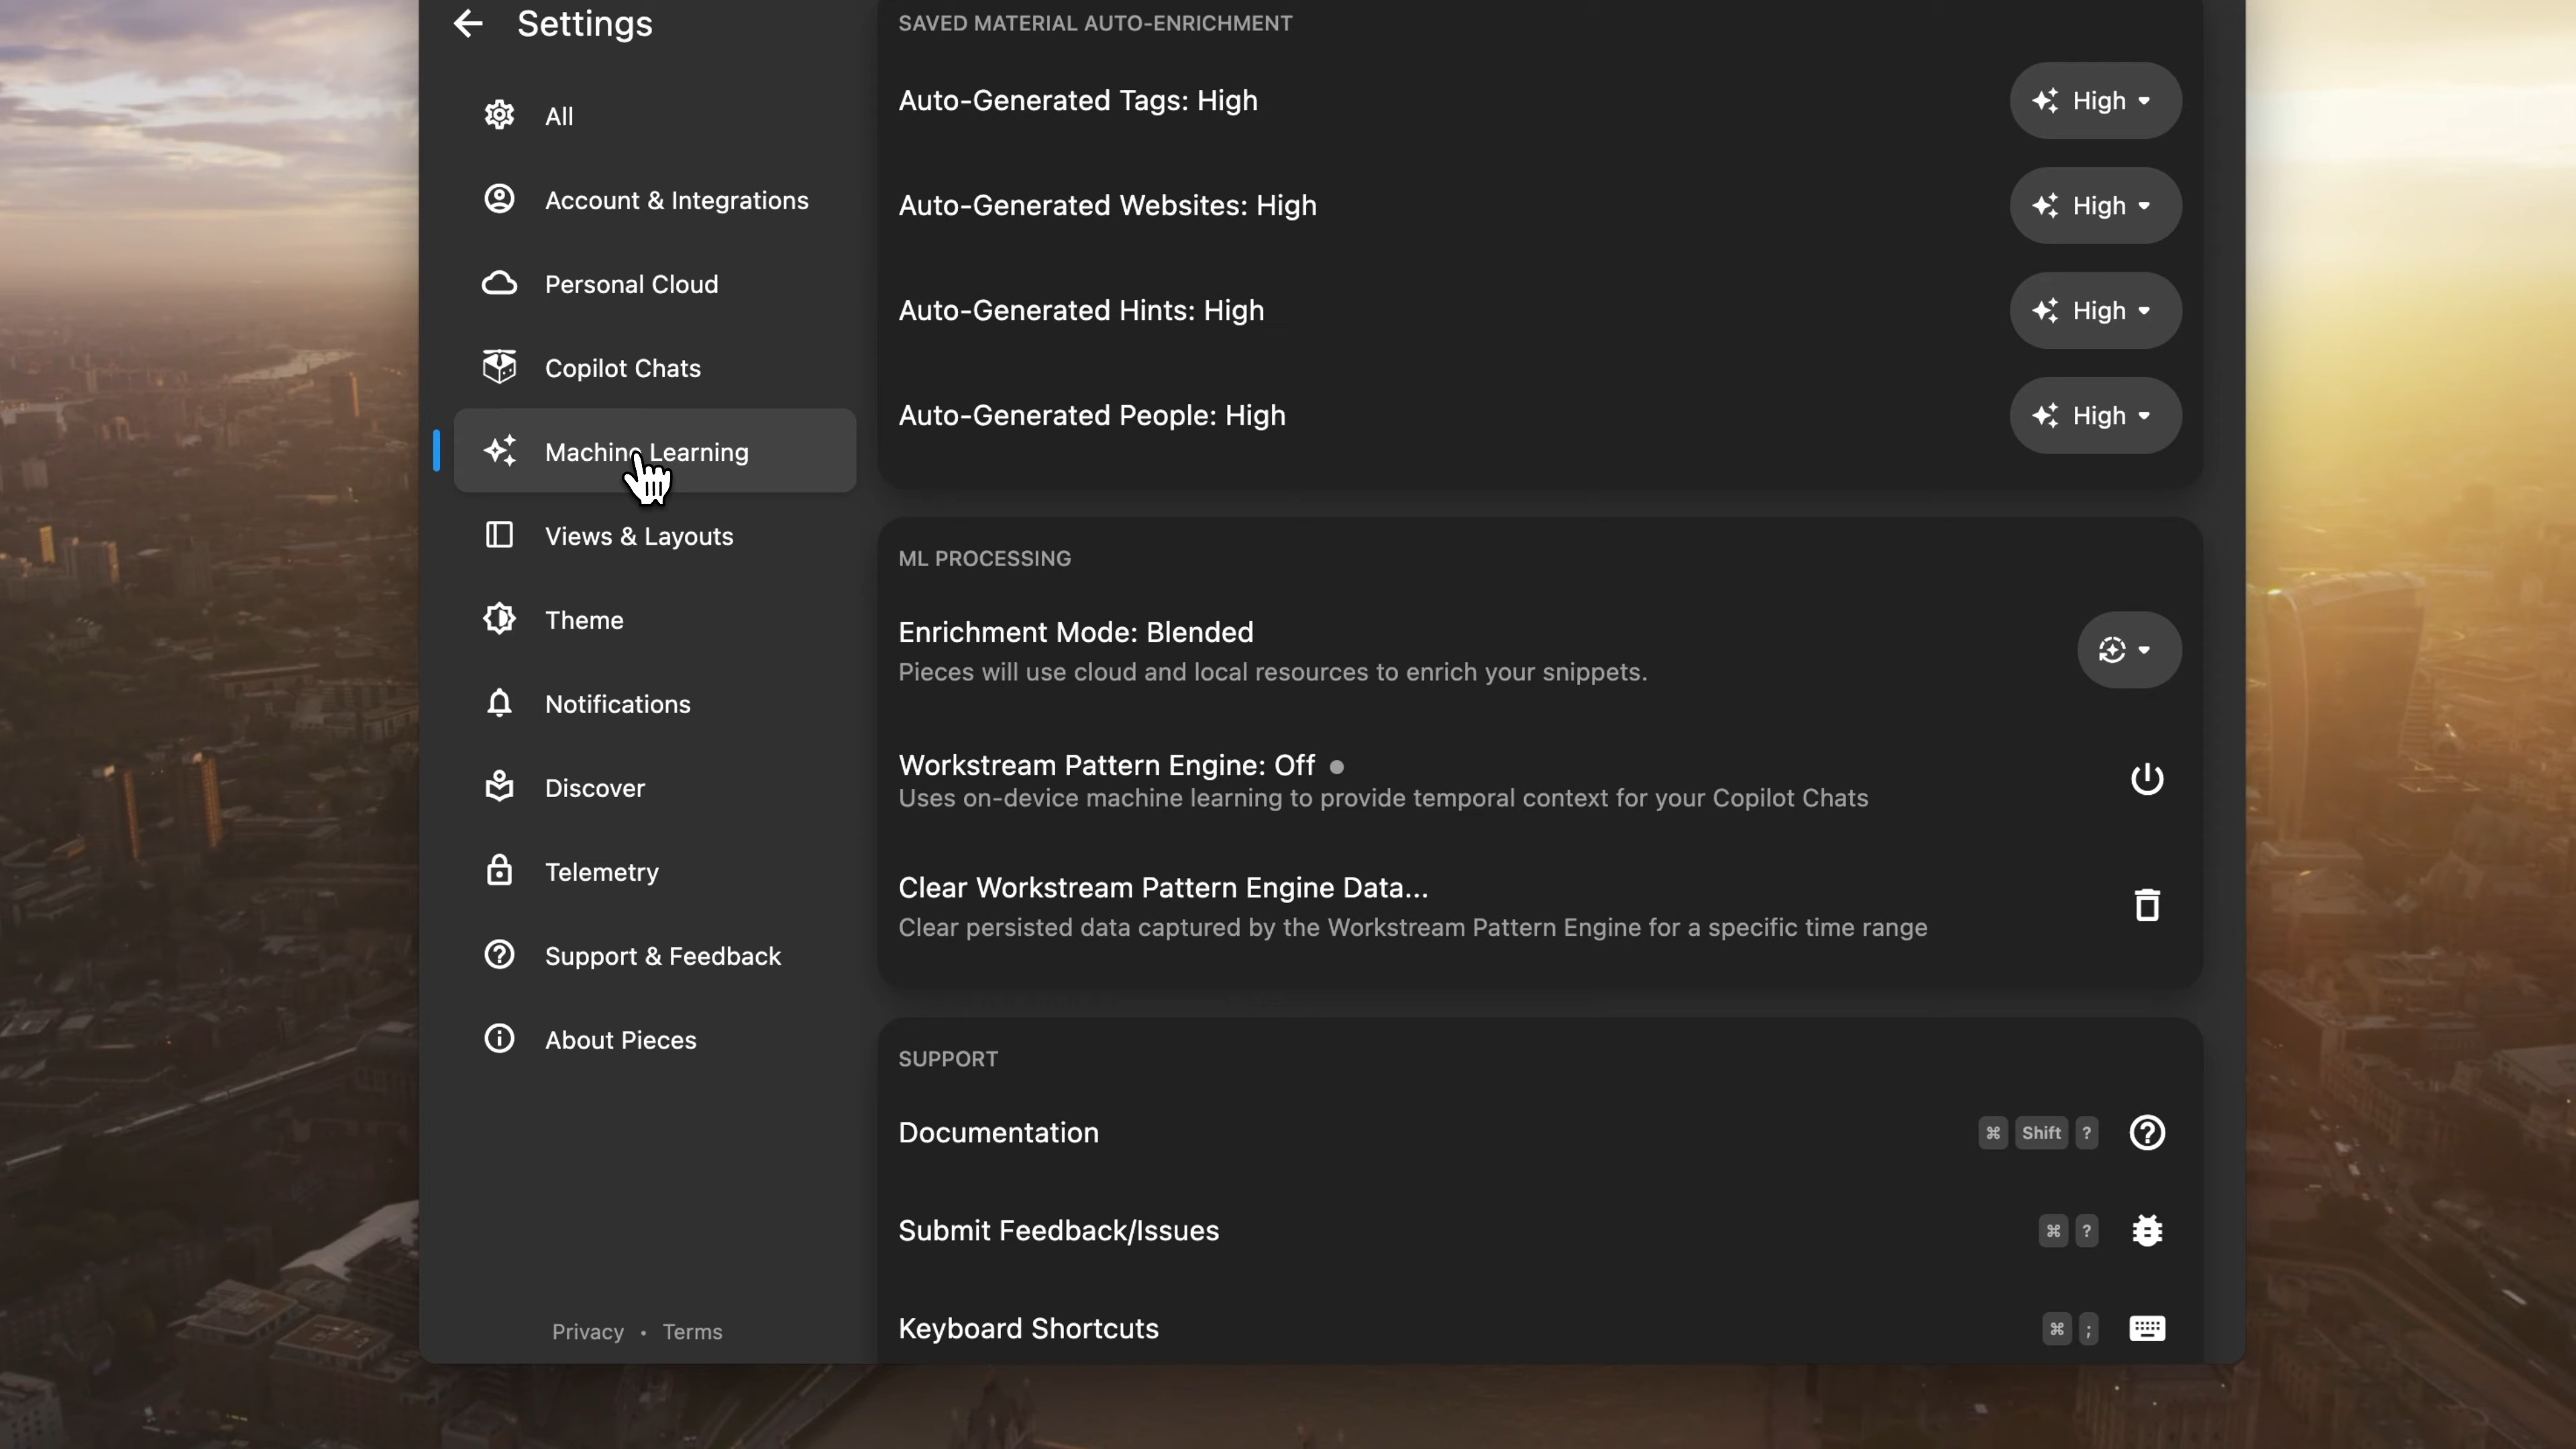 Settings
All
Account & Integrations
Personal Cloud
Copilot Chats
Machine Learning
Views & Layouts
Theme
Notifications
Discover
Telemetry
Support & Feedback
About Pieces
Privacy • Terms
SAVED MATERIAL AUTO-ENRICHMENT
Auto-Generated Tags: High
High
Auto-Generated Websites: High
High
Auto-Generated Hints: High
High
Auto-Generated People: High
High
ML PROCESSING
Enrichment Mode: Blended
Pieces will use cloud and local resources to enrich your snippets.
Workstream Pattern Engine: Off
Uses on-device machine learning to provide temporal context for your Copilot Chats
Clear Workstream Pattern Engine Data...
Clear persisted data captured by the Workstream Pattern Engine for a specific time range
SUPPORT
Documentation
⌘ Shift ?
Submit Feedback/Issues
⌘ ?
Keyboard Shortcuts
⌘ ;